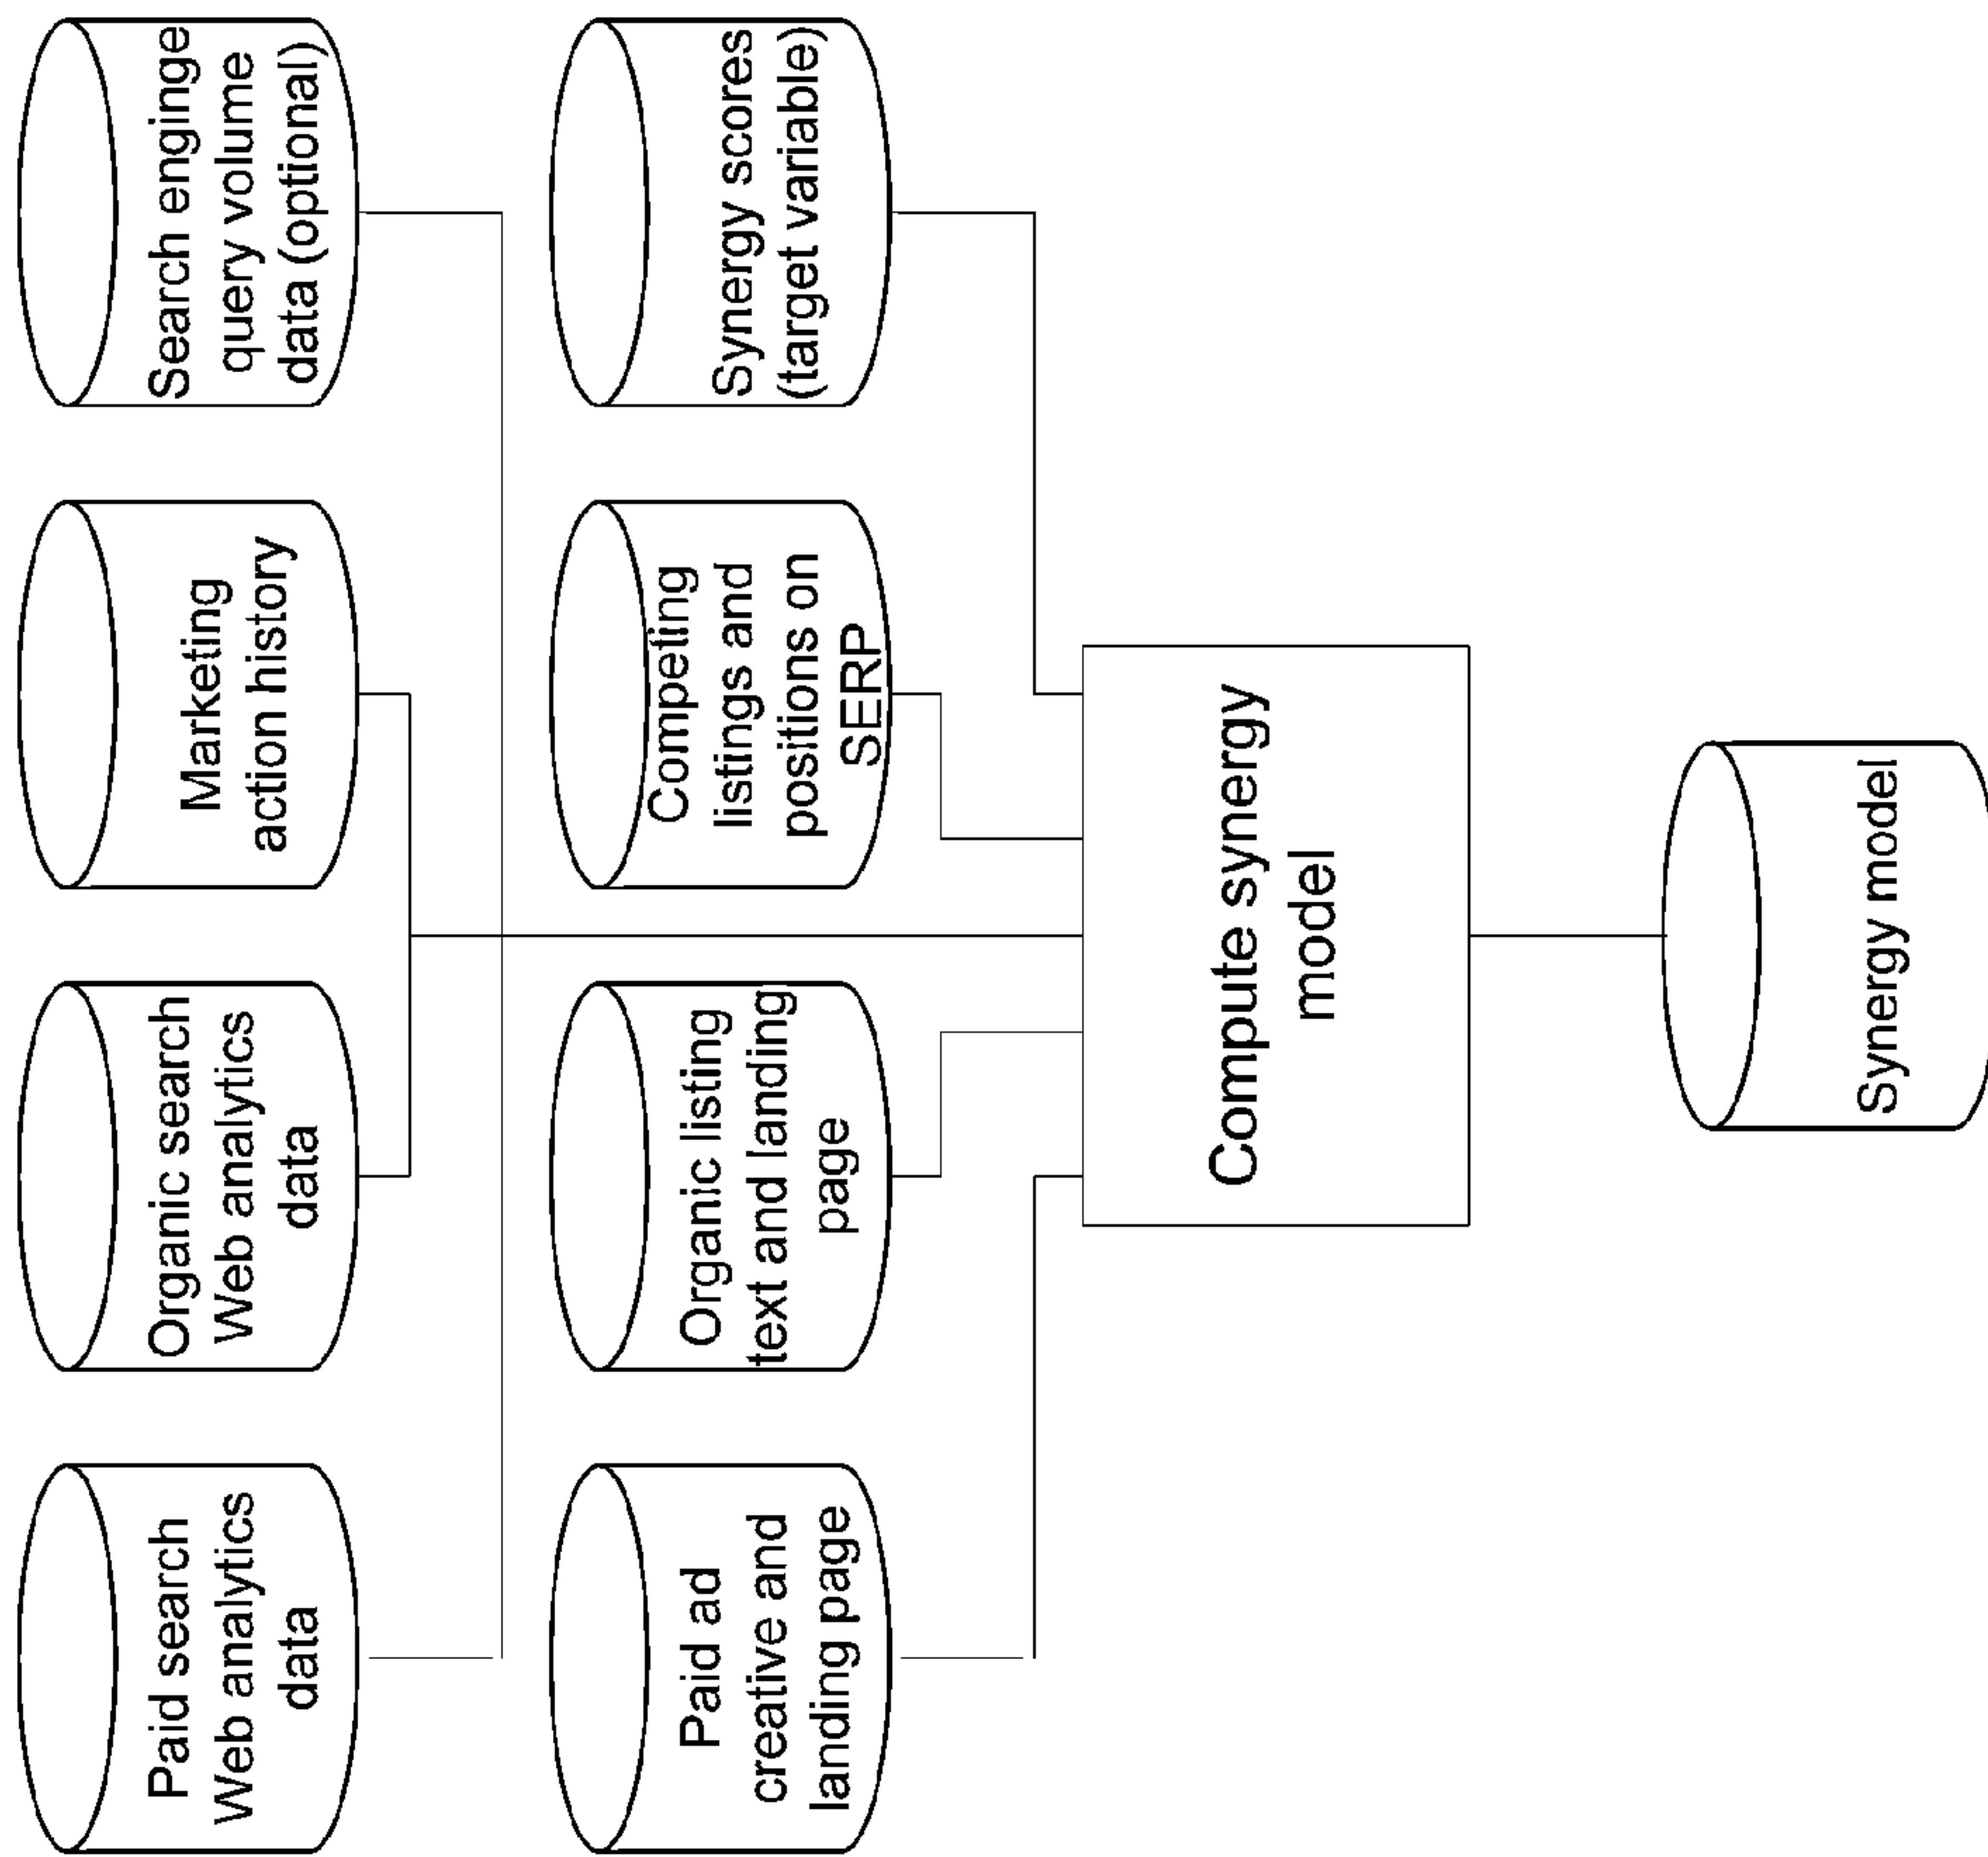 Paid search
Web analytics
data
Organic search
Web analytics
data
Marketing
action history
Search enginge
query volume
data (optional)
Paid ad
creative and
landing page
Organic listing
text and landing
page
Competing
listings and
positions on
SERP
Synergy scores
(target variable)
Compute synergy
model
Synergy model